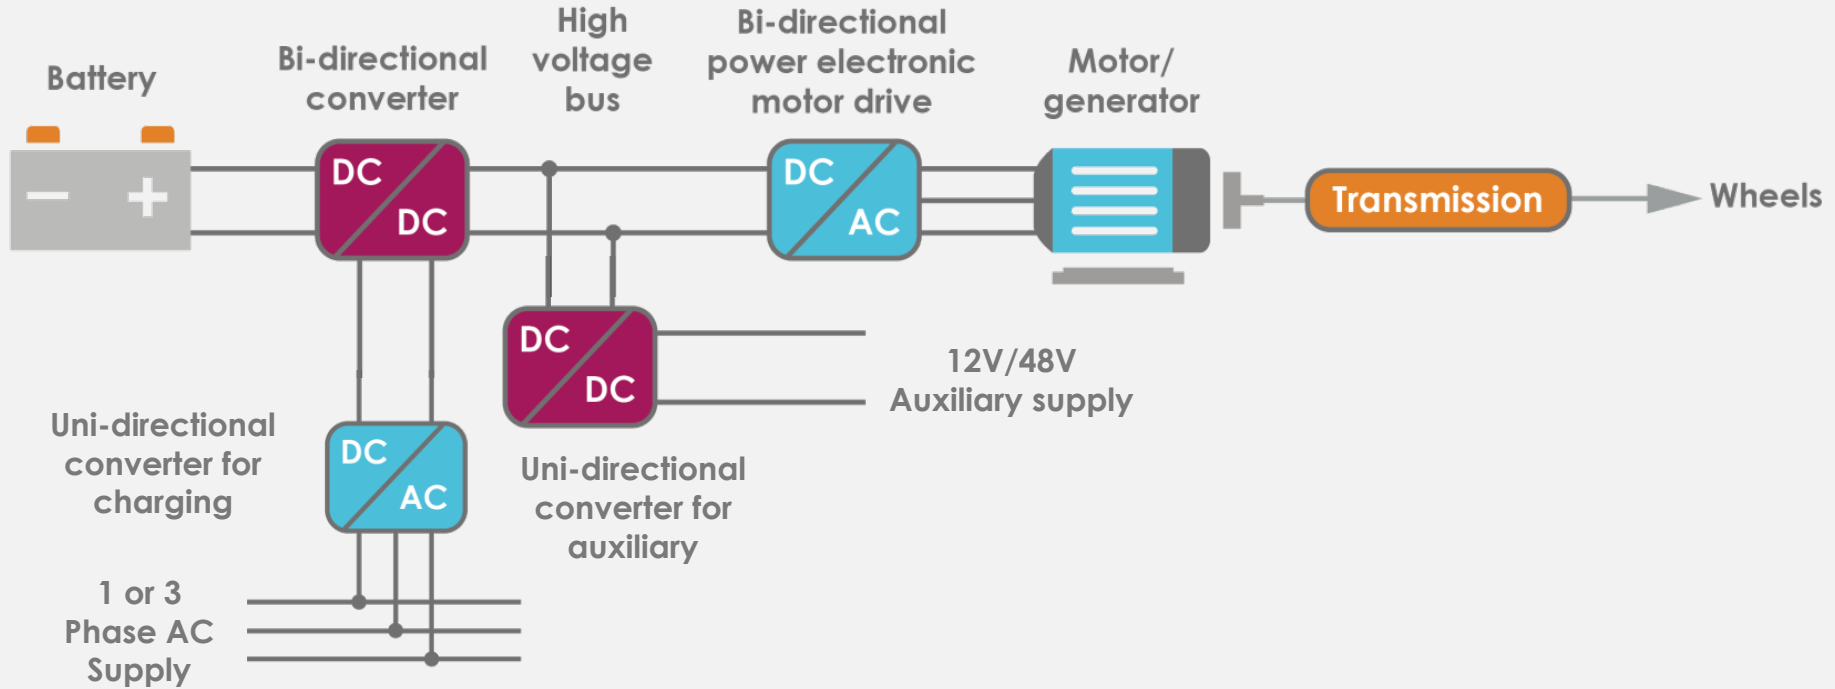 Battery
Bi-directional
converter
High
voltage
bus
Bi-directional
power electronic
motor drive
Motor/
generator
DC
DC
DC
AC
Transmission
Wheels
DC
DC
12V/48V
Auxiliary supply
Uni-directional
converter for
charging
DC
AC
Uni-directional
converter for
auxiliary
1 or 3
Phase AC
Supply